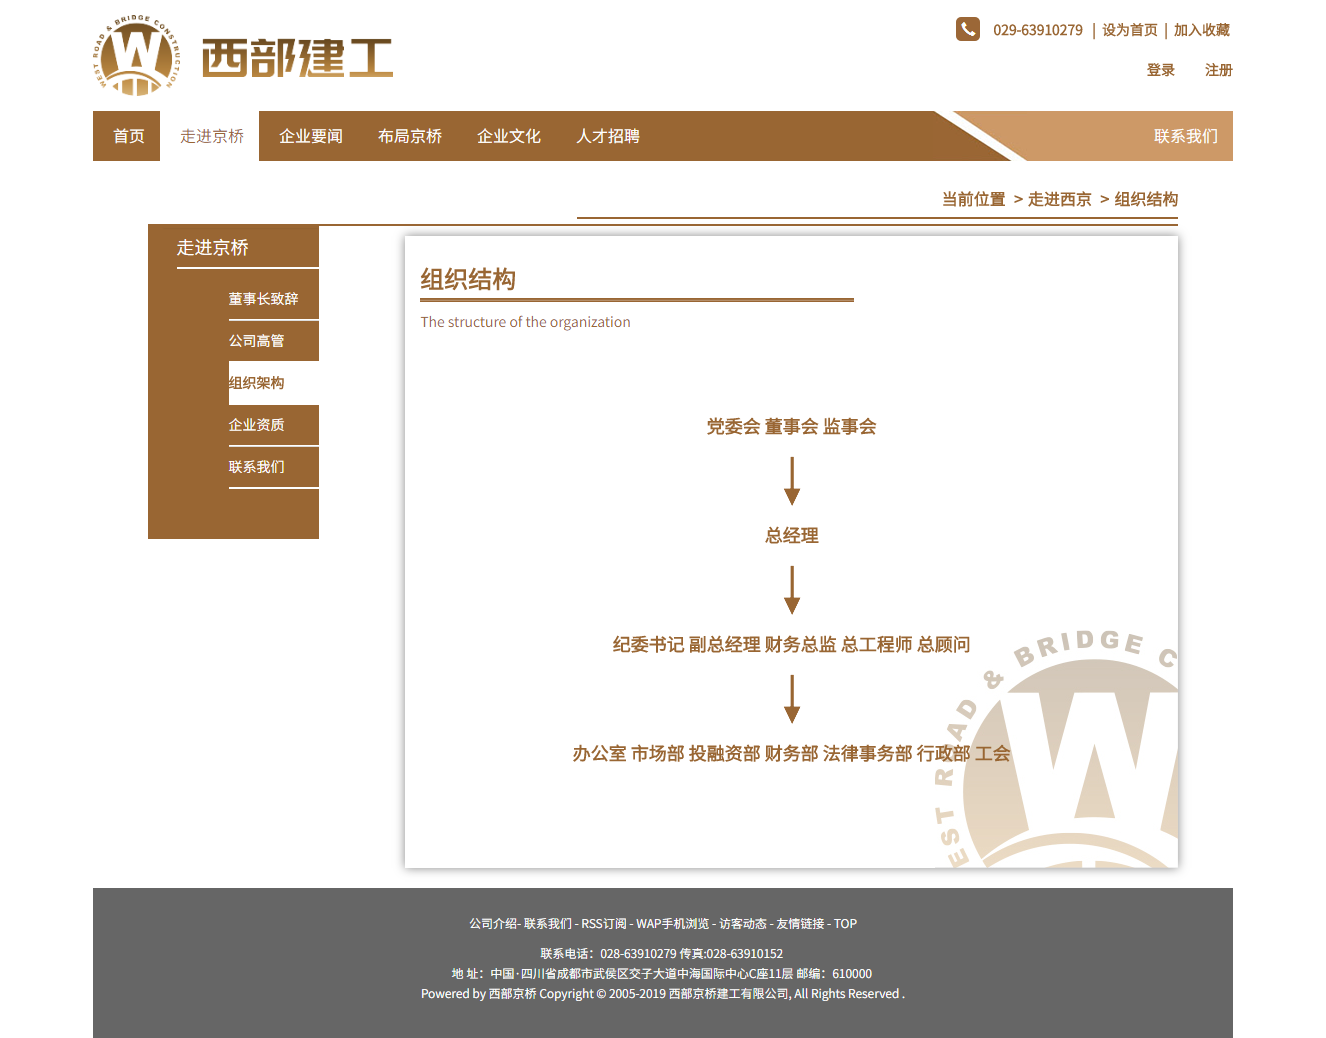 WEST ROAD & BRIDGE CONSTRUCTION
W
西部建工
029-63910279 | 设为首页 | 加入收藏
登录 注册
首页 走进京桥 企业要闻 布局京桥 企业文化 人才招聘 联系我们
当前位置 > 走进西京 > 组织结构
走进京桥
董事长致辞
公司高管
组织架构
企业资质
联系我们
组织结构
The structure of the organization
党委会 董事会 监事会
总经理
纪委书记 副总经理 财务总监 总工程师 总顾问
办公室 市场部 投融资部 财务部 法律事务部 行政部 工会
EST ROAD & BRIDGE C
W
公司介绍- 联系我们 - RSS订阅 - WAP手机浏览 - 访客动态 - 友情链接 - TOP
联系电话：028-63910279 传真:028-63910152
地 址：中国·四川省成都市武侯区交子大道中海国际中心C座11层 邮编：610000
Powered by 西部京桥 Copyright © 2005-2019 西部京桥建工有限公司, All Rights Reserved .